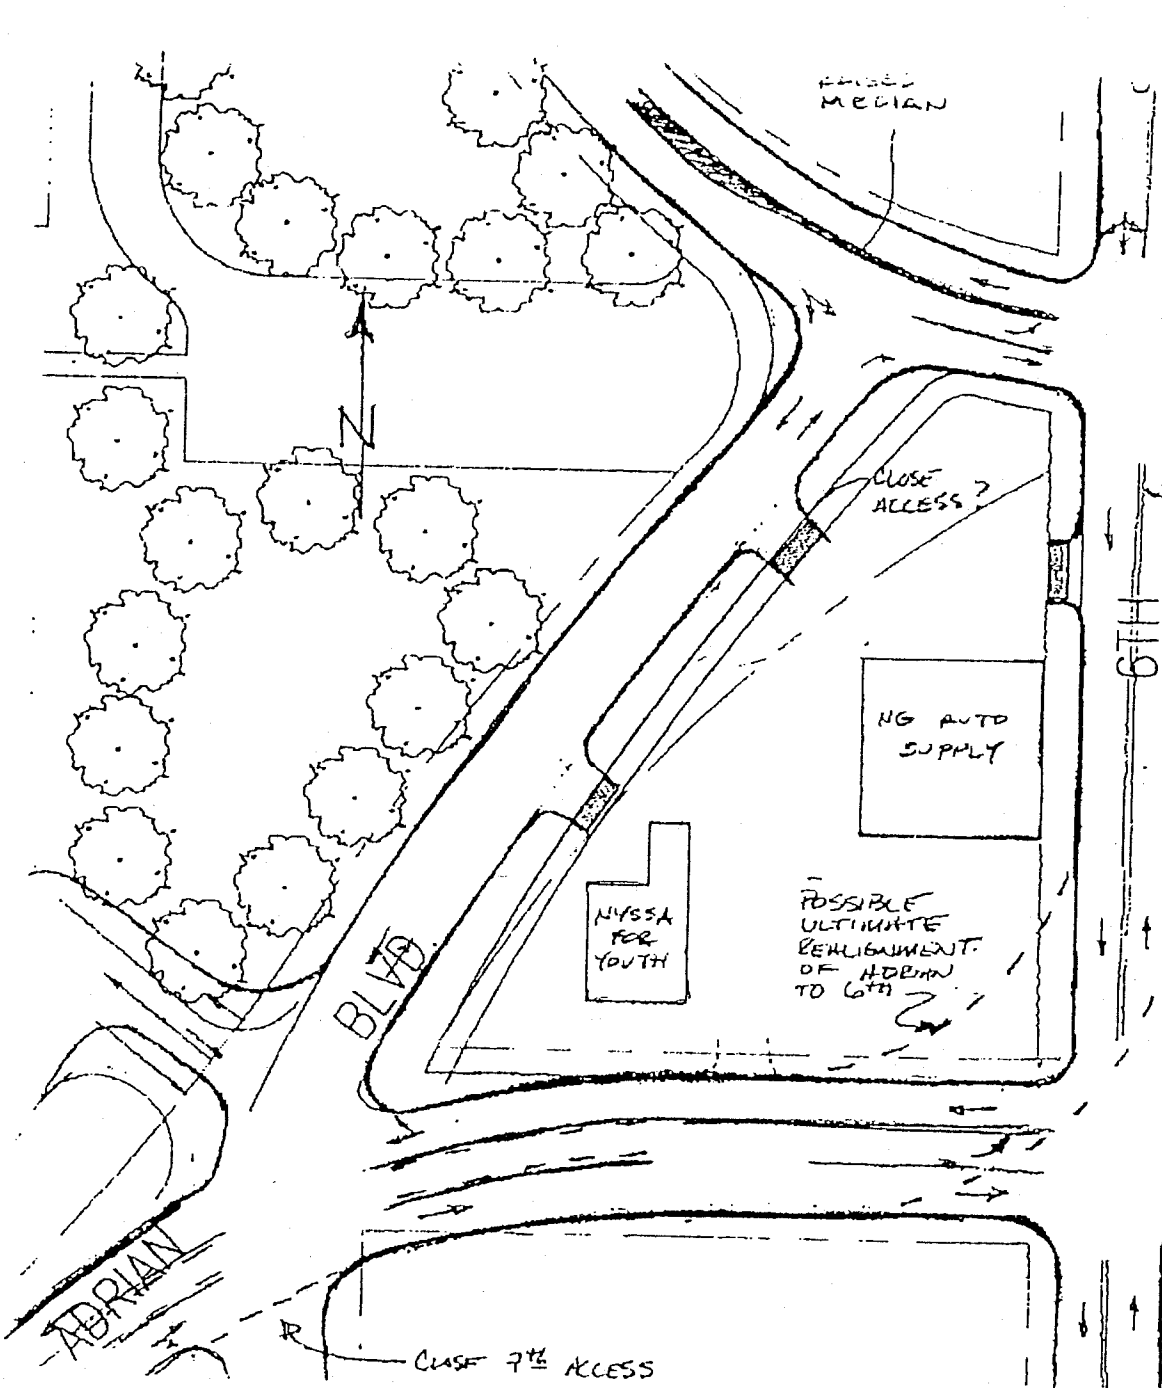 RAISED
MEDIAN
N
CLOSE
ACCESS?
6TH
NG AUTO
SUPPLY
NYSSA
FOR
YOUTH
POSSIBLE
ULTIMATE
REALIGNMENT
OF ADRIAN
TO 6TH
BLVD
ADRIAN
CLOSE 7TH ACCESS